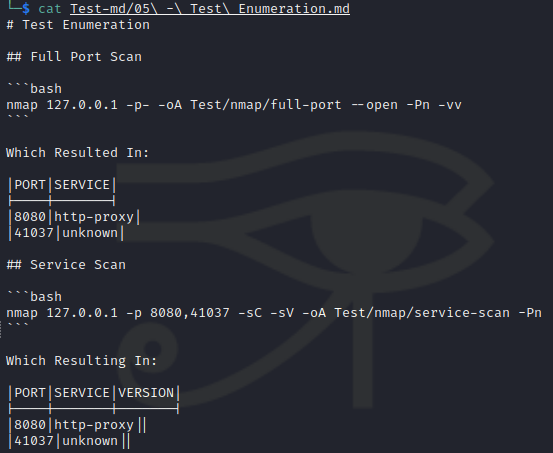 └─$ cat Test-md/05\ -\ Test\ Enumeration.md
# Test Enumeration
## Full Port Scan
```bash
nmap 127.0.0.1 -p- -oA Test/nmap/full-port --open -Pn -vv
```
Which Resulted In:
|PORT|SERVICE|
|----|-------|
|8080|http-proxy|
|41037|unknown|
## Service Scan
```bash
nmap 127.0.0.1 -p 8080,41037 -sC -sV -oA Test/nmap/service-scan -Pn
```
Which Resulting In:
|PORT|SERVICE|VERSION|
|----|-------|-------|
|8080|http-proxy||
|41037|unknown||